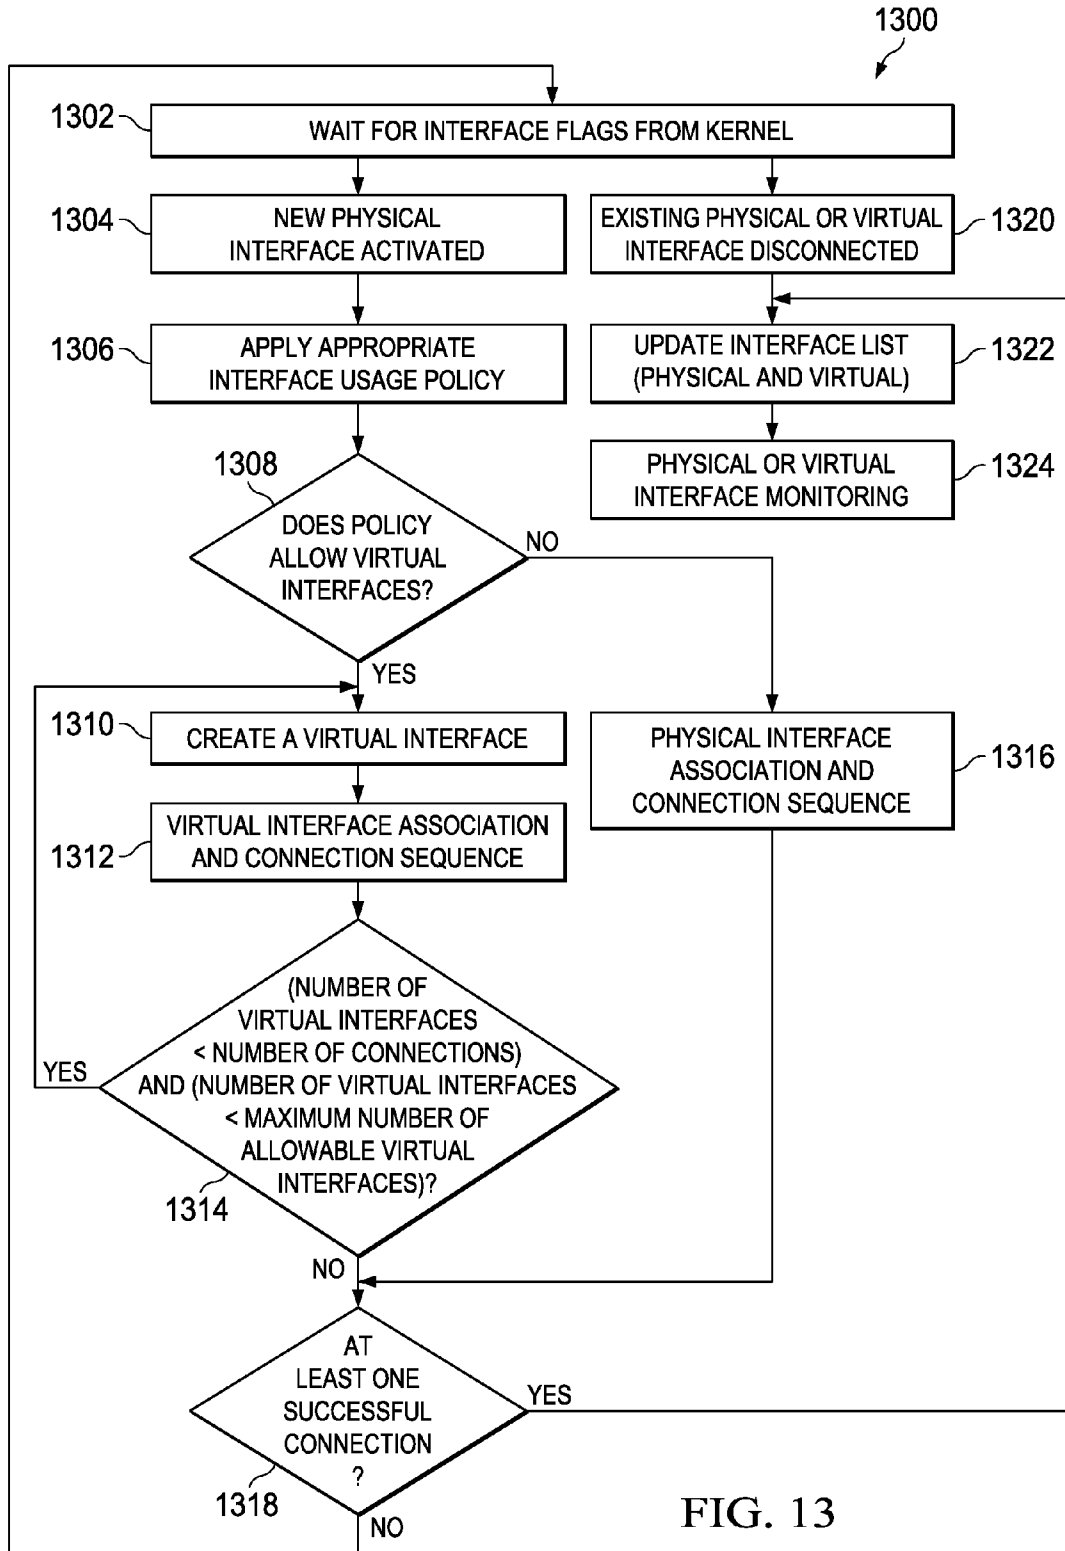 1300
1302
WAIT FOR INTERFACE FLAGS FROM KERNEL
1304
NEW PHYSICAL
INTERFACE ACTIVATED
EXISTING PHYSICAL OR VIRTUAL
INTERFACE DISCONNECTED
1320
1306
APPLY APPROPRIATE
INTERFACE USAGE POLICY
UPDATE INTERFACE LIST
(PHYSICAL AND VIRTUAL)
1322
1308
DOES POLICY
ALLOW VIRTUAL
INTERFACES?
NO
YES
PHYSICAL OR VIRTUAL
INTERFACE MONITORING
1324
1310
CREATE A VIRTUAL INTERFACE
PHYSICAL INTERFACE
ASSOCIATION AND
CONNECTION SEQUENCE
1316
1312
VIRTUAL INTERFACE ASSOCIATION
AND CONNECTION SEQUENCE
(NUMBER OF
VIRTUAL INTERFACES
< NUMBER OF CONNECTIONS)
AND (NUMBER OF VIRTUAL INTERFACES
< MAXIMUM NUMBER OF
ALLOWABLE VIRTUAL
INTERFACES)?
YES
1314
NO
AT
LEAST ONE
SUCCESSFUL
CONNECTION
?
YES
1318
NO
FIG. 13